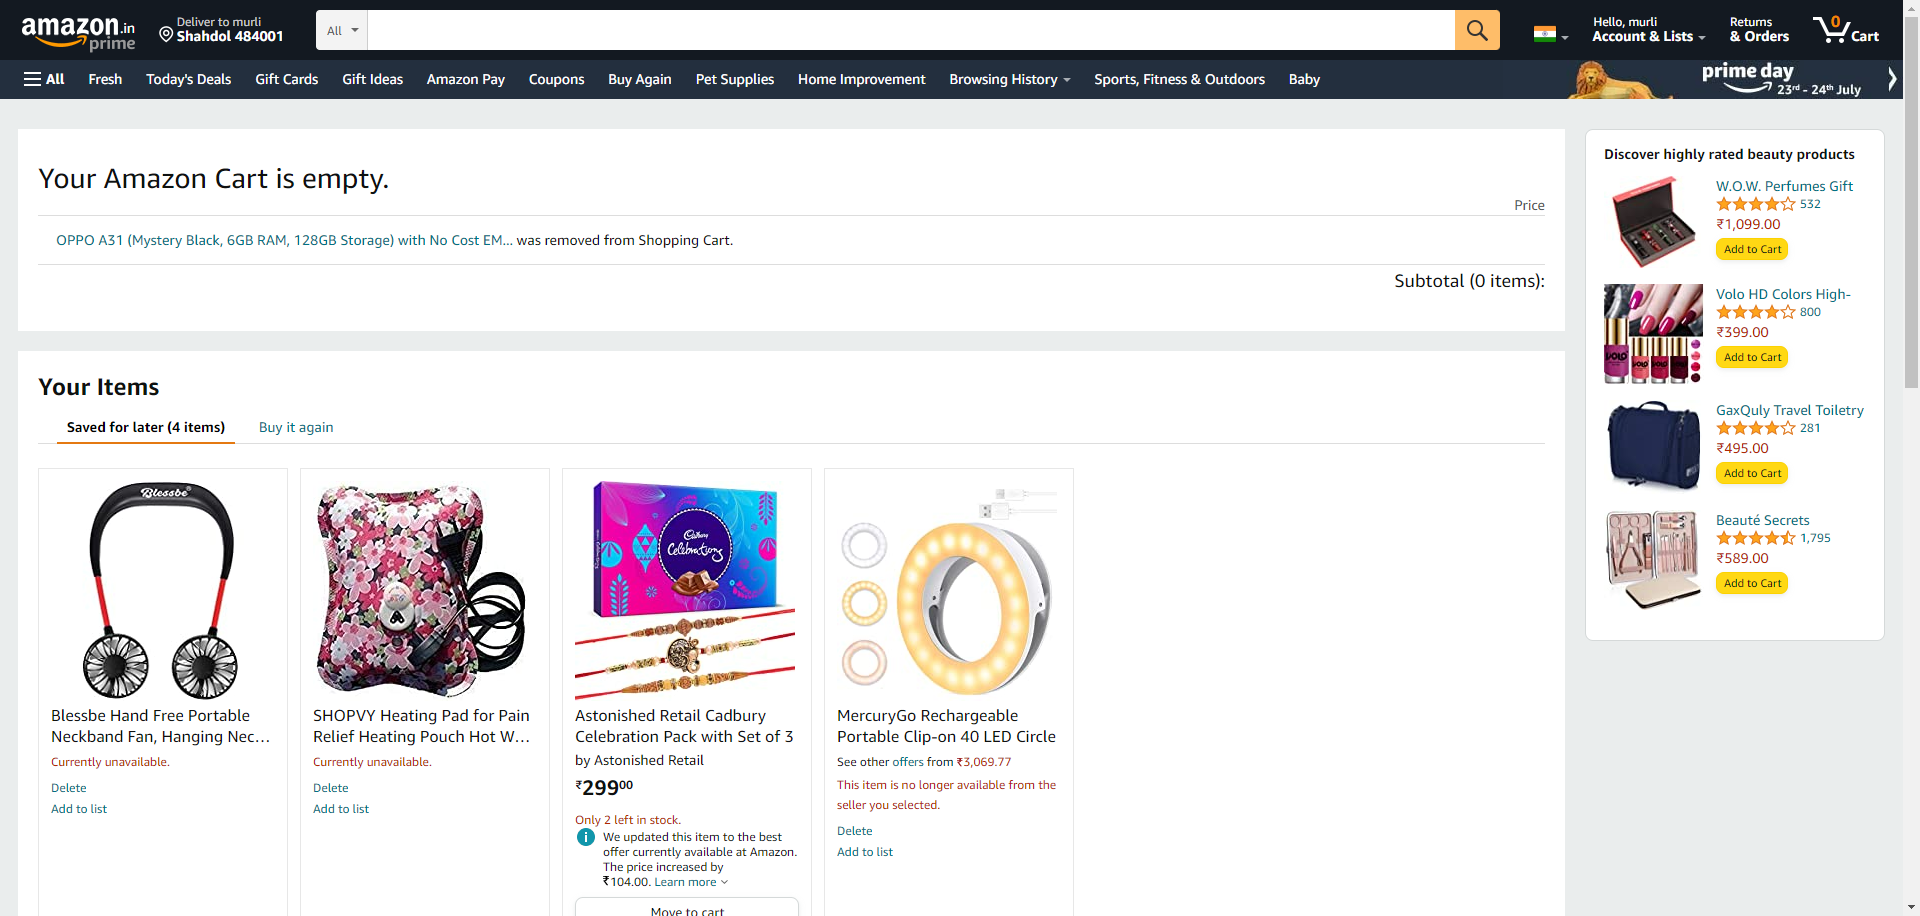 amazon.in
prime
Deliver to murli
Shahdol 484001
All
Hello, murli
Account & Lists
Returns
& Orders
0
Cart
All
Fresh
Today's Deals
Gift Cards
Gift Ideas
Amazon Pay
Coupons
Buy Again
Pet Supplies
Home Improvement
Browsing History
Sports, Fitness & Outdoors
Baby
prime day
23rd - 24th July
Your Amazon Cart is empty.
Price
OPPO A31 (Mystery Black, 6GB RAM, 128GB Storage) with No Cost EM... was removed from Shopping Cart.
Subtotal (0 items):
Your Items
Saved for later (4 items)
Buy it again
Blessbe
Blessbe Hand Free Portable
Neckband Fan, Hanging Nec...
Currently unavailable.
Delete
Add to list
SHOPVY Heating Pad for Pain
Relief Heating Pouch Hot W...
Currently unavailable.
Delete
Add to list
Cadbury
Celebrations
Astonished Retail Cadbury
Celebration Pack with Set of 3
by Astonished Retail
₹29900
Only 2 left in stock.
We updated this item to the best
offer currently available at Amazon.
The price increased by
₹104.00. Learn more
Move to cart
MercuryGo Rechargeable
Portable Clip-on 40 LED Circle
See other offers from ₹3,069.77
This item is no longer available from the
seller you selected.
Delete
Add to list
Discover highly rated beauty products
W.O.W. Perfumes Gift
532
₹1,099.00
Add to Cart
VOLO
VOLO
VOLO
VOLO
Volo HD Colors High-
800
₹399.00
Add to Cart
GaxQuly Travel Toiletry
281
₹495.00
Add to Cart
Beauté Secrets
1,795
₹589.00
Add to Cart